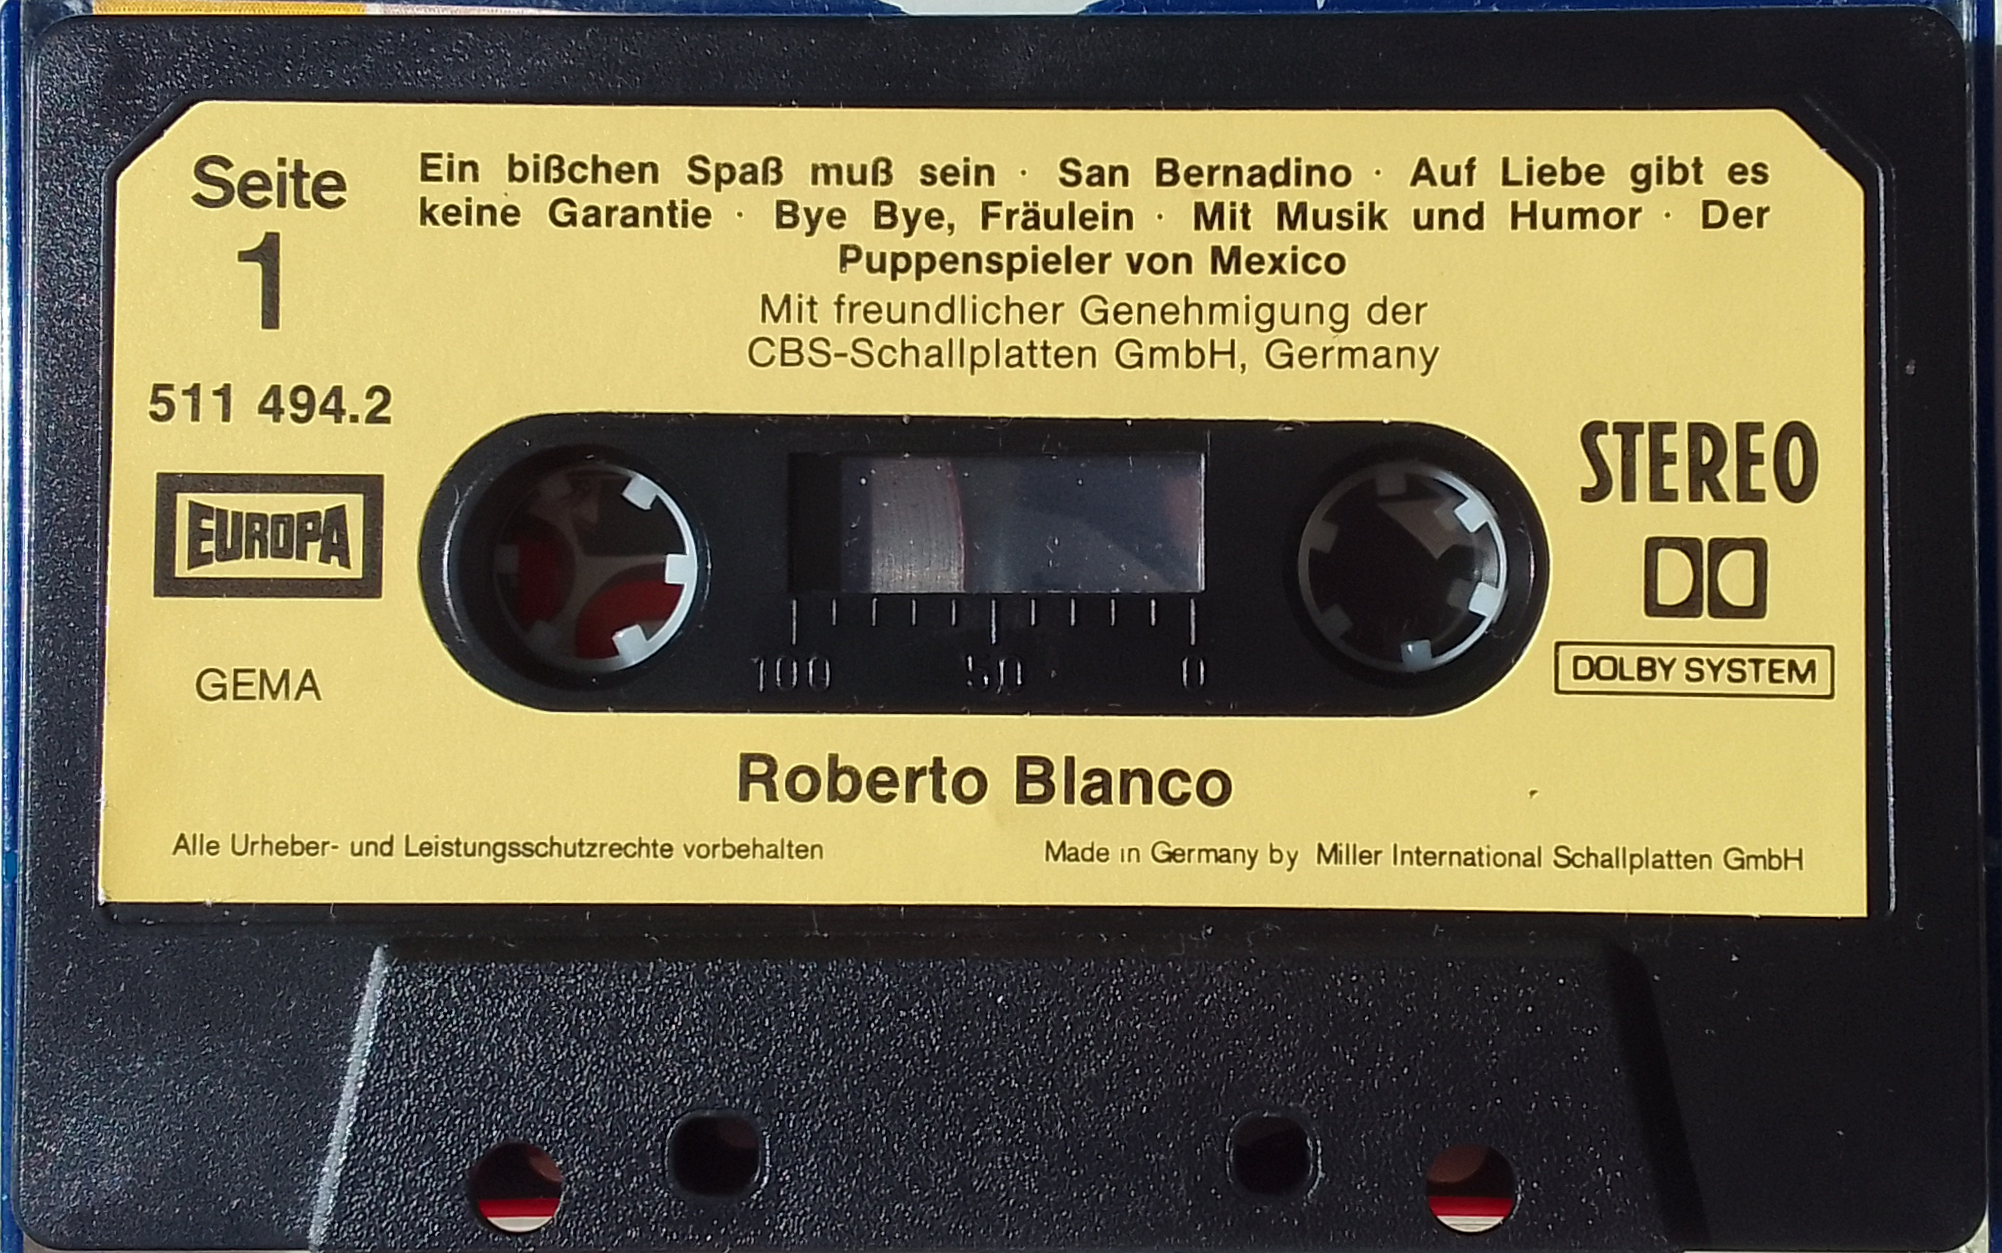 Seite
1
Ein bißchen Spaß muß sein · San Bernadino · Auf Liebe gibt es
keine Garantie · Bye Bye, Fräulein · Mit Musik und Humor · Der
Puppenspieler von Mexico
Mit freundlicher Genehmigung der
CBS-Schallplatten GmbH, Germany
511 494.2
EUROPA
GEMA
STEREO
DOLBY SYSTEM
100 50 0
Roberto Blanco
Alle Urheber- und Leistungsschutzrechte vorbehalten
Made in Germany by Miller International Schallplatten GmbH